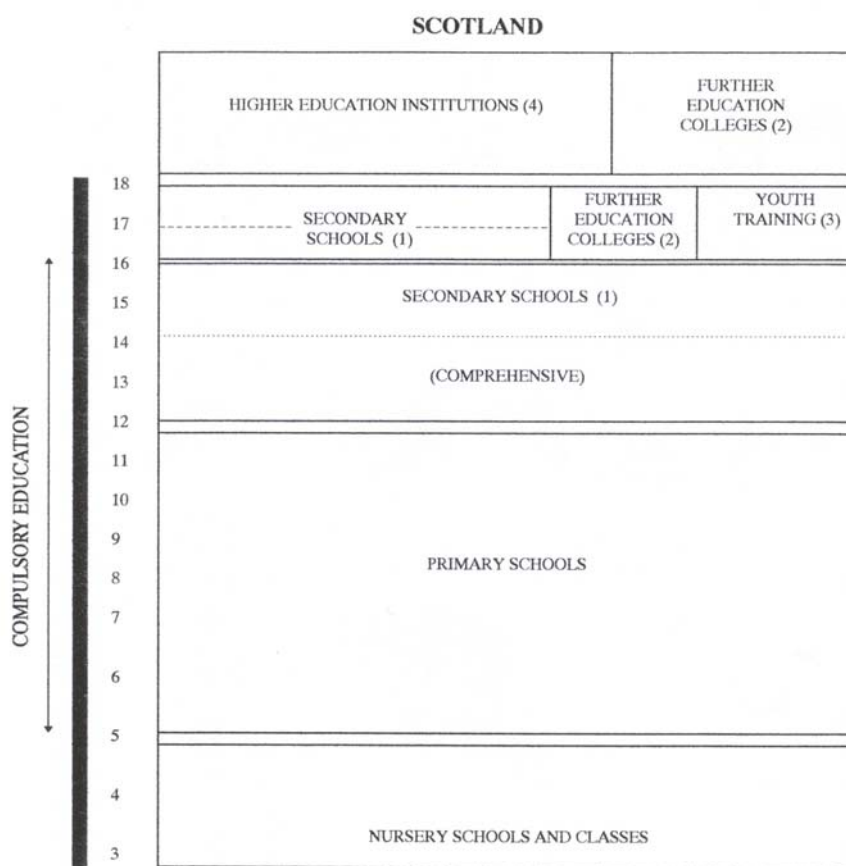 SCOTLAND
HIGHER EDUCATION INSTITUTIONS (4)
FURTHER
EDUCATION
COLLEGES (2)
18
17
16
15
14
13
12
11
10
9
8
7
6
5
4
3
COMPULSORY EDUCATION
SECONDARY
SCHOOLS (1)
FURTHER
EDUCATION
COLLEGES (2)
YOUTH
TRAINING (3)
SECONDARY SCHOOLS (1)
(COMPREHENSIVE)
PRIMARY SCHOOLS
NURSERY SCHOOLS AND CLASSES